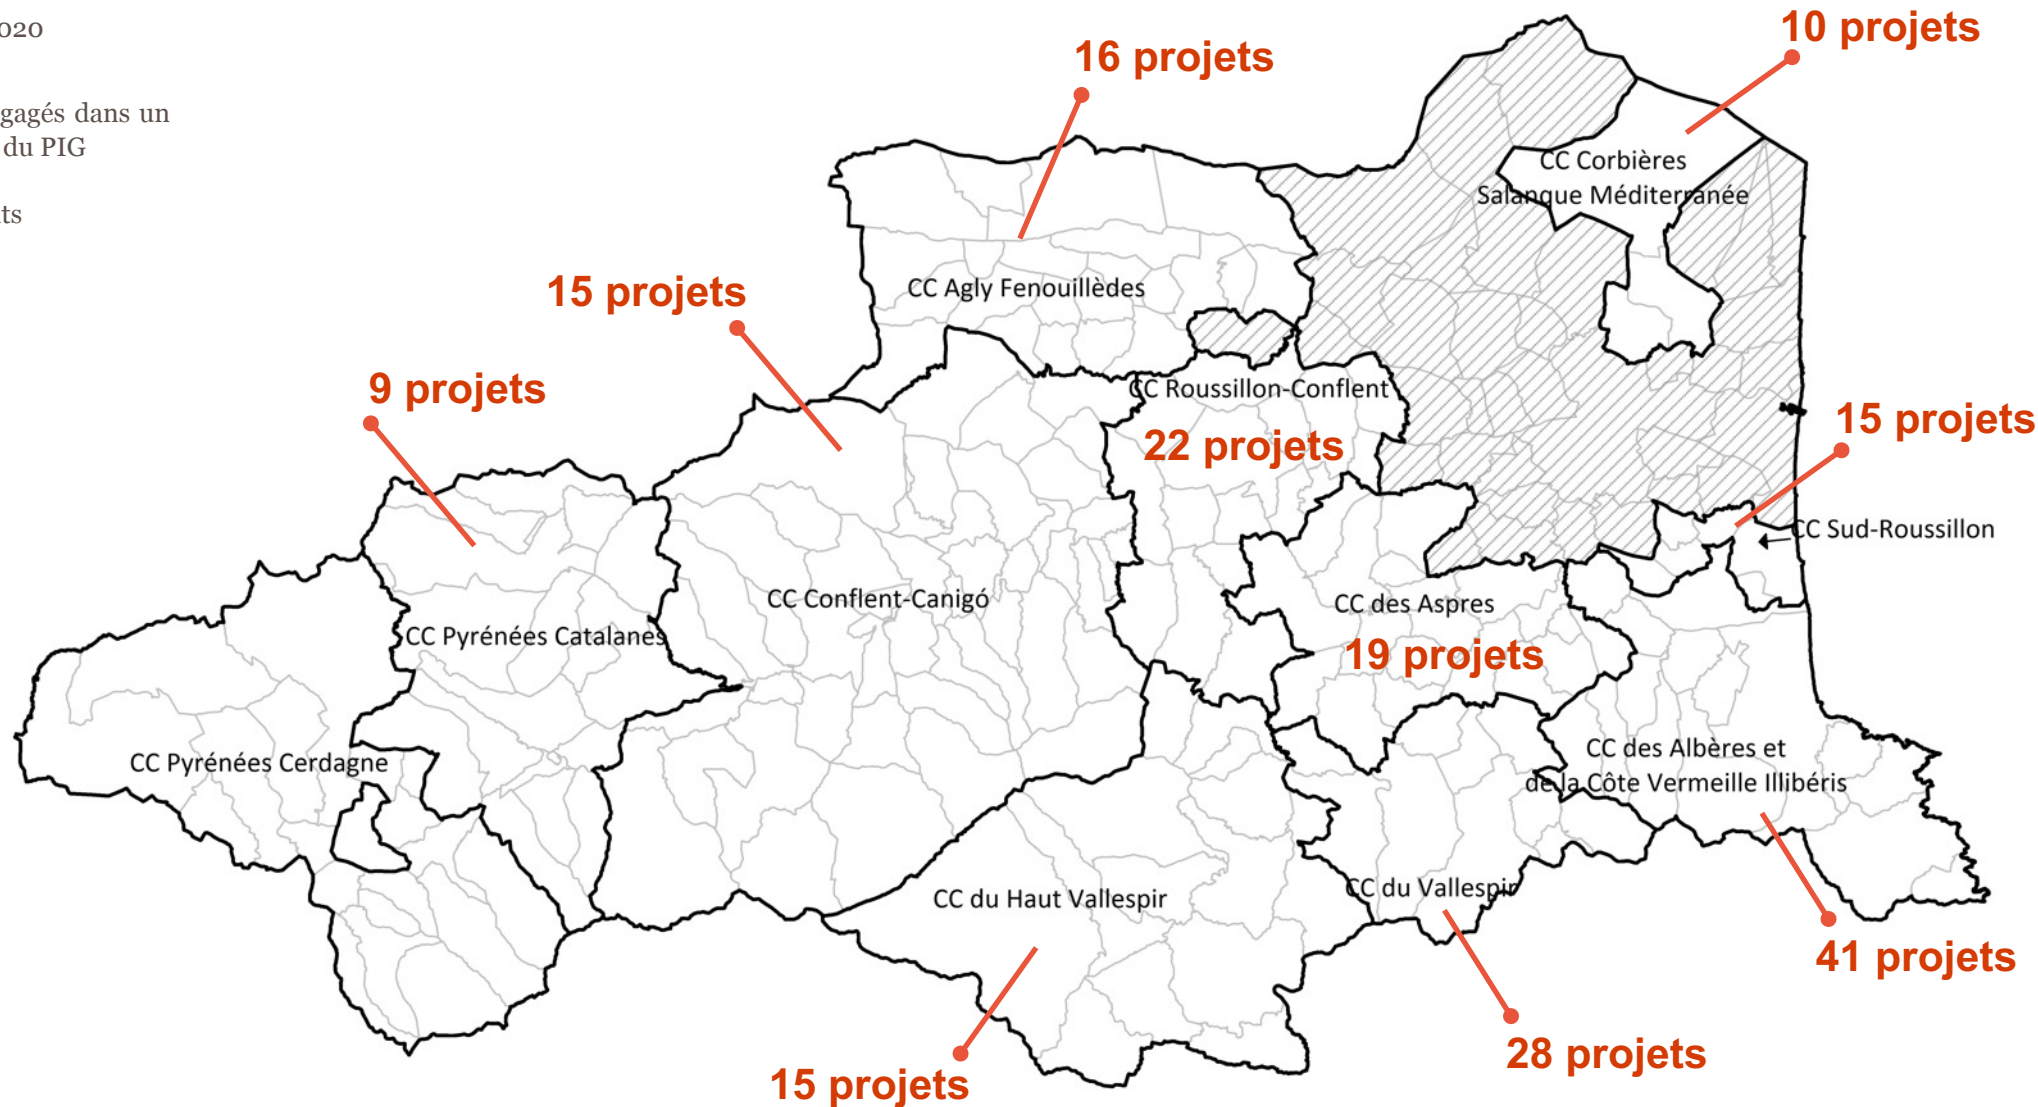 020
gagés dans un
du PIG
ts
10 projets
16 projets
CC Corbières
Salanque Méditerranée
CC Agly Fenouillèdes
15 projets
9 projets
CC Roussillon-Conflent
22 projets
15 projets
CC Sud-Roussillon
CC Conflent-Canigó
CC des Aspres
19 projets
CC Pyrénées Catalanes
CC Pyrénées Cerdagne
CC des Albères et
de la Côte Vermeille Illibéris
CC du Haut Vallespir
CC du Vallespir
41 projets
28 projets
15 projets